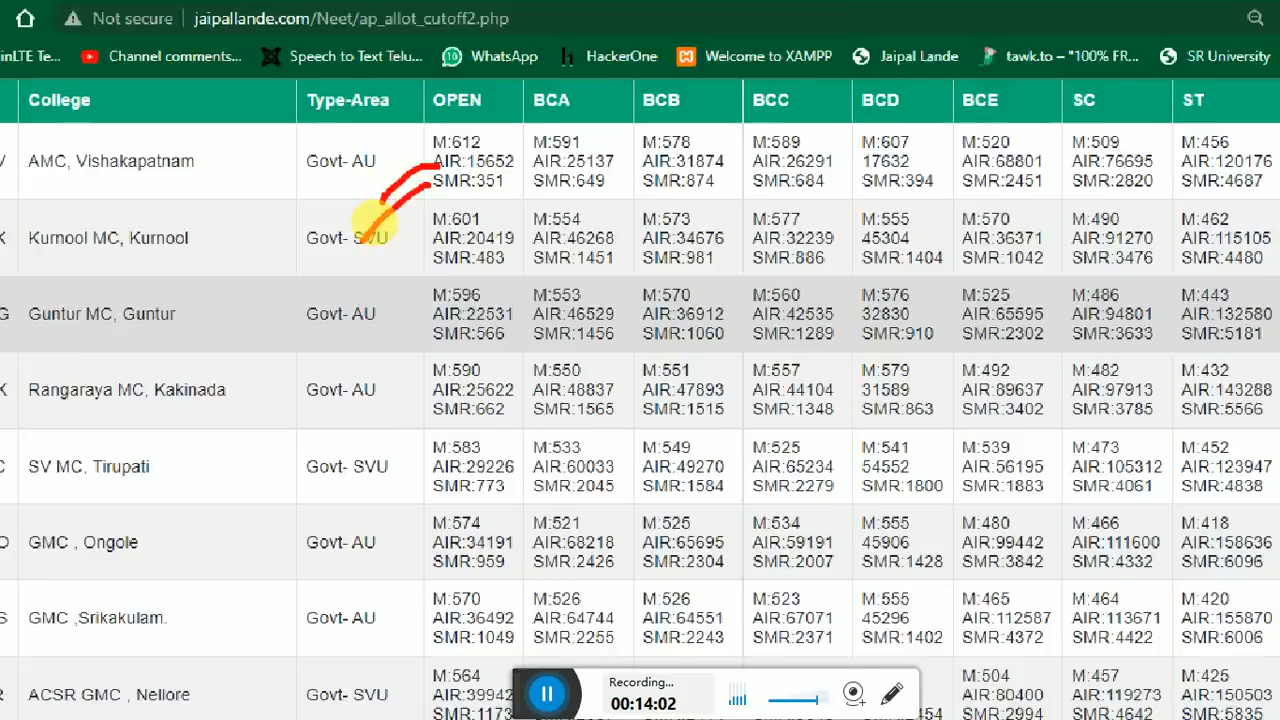 Not secure jaipallande.com/Neet/ap_allot_cutoff2.php
inLTE Te... Channel comments... Speech to Text Telu... 10 WhatsApp h HackerOne Welcome to XAMPP Jaipal Lande tawk.to – "100% FR... SR University
College Type-Area OPEN BCA BCB BCC BCD BCE SC ST
M:612 M:591 M:578 M:589 M:607 M:520 M:509 M:456
V AMC, Vishakapatnam Govt- AU AIR:15652 AIR:25137 AIR:31874 AIR:26291 17632 AIR:68801 AIR:76695 AIR:120176
SMR:351 SMR:649 SMR:874 SMR:684 SMR:394 SMR:2451 SMR:2820 SMR:4687
M:601 M:554 M:573 M:577 M:555 M:570 M:490 M:462
K Kurnool MC, Kurnool Govt- SVU AIR:20419 AIR:46268 AIR:34676 AIR:32239 45304 AIR:36371 AIR:91270 AIR:115105
SMR:483 SMR:1451 SMR:981 SMR:886 SMR:1404 SMR:1042 SMR:3476 SMR:4480
M:596 M:553 M:570 M:560 M:576 M:525 M:486 M:443
G Guntur MC, Guntur Govt- AU AIR:22531 AIR:46529 AIR:36912 AIR:42535 32830 AIR:65595 AIR:94801 AIR:132580
SMR:566 SMR:1456 SMR:1060 SMR:1289 SMR:910 SMR:2302 SMR:3633 SMR:5181
M:590 M:550 M:551 M:557 M:579 M:492 M:482 M:432
K Rangaraya MC, Kakinada Govt- AU AIR:25622 AIR:48837 AIR:47893 AIR:44104 31589 AIR:89637 AIR:97913 AIR:143288
SMR:662 SMR:1565 SMR:1515 SMR:1348 SMR:863 SMR:3402 SMR:3785 SMR:5566
M:583 M:533 M:549 M:525 M:541 M:539 M:473 M:452
C SV MC, Tirupati Govt- SVU AIR:29226 AIR:60033 AIR:49270 AIR:65234 54552 AIR:56195 AIR:105312 AIR:123947
SMR:773 SMR:2045 SMR:1584 SMR:2279 SMR:1800 SMR:1883 SMR:4061 SMR:4838
M:574 M:521 M:525 M:534 M:555 M:480 M:466 M:418
O GMC , Ongole Govt- AU AIR:34191 AIR:68218 AIR:65695 AIR:59191 45906 AIR:99442 AIR:111600 AIR:158636
SMR:959 SMR:2426 SMR:2304 SMR:2007 SMR:1428 SMR:3842 SMR:4332 SMR:6096
M:570 M:526 M:526 M:523 M:555 M:465 M:464 M:420
S GMC ,Srikakulam. Govt- AU AIR:36492 AIR:64744 AIR:64551 AIR:67071 45296 AIR:112587 AIR:113671 AIR:155870
SMR:1049 SMR:2255 SMR:2243 SMR:2371 SMR:1402 SMR:4372 SMR:4422 SMR:6006
M:564 M:504 M:457 M:425
R ACSR GMC , Nellore Govt- SVU AIR:39942 AIR:80400 AIR:119273 AIR:150503
SMR:1173 2454 SMR:2994 SMR:4642 SMR:5835
Recording...
00:14:02